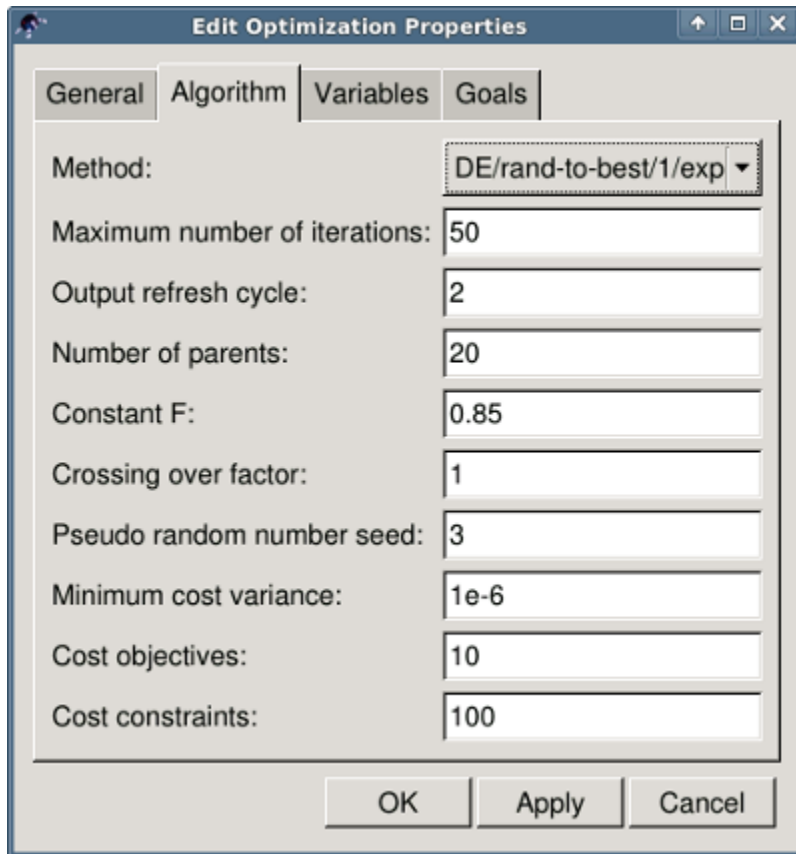 Edit Optimization Properties
General Algorithm Variables Goals
Method: DE/rand-to-best/1/exp
Maximum number of iterations: 50
Output refresh cycle: 2
Number of parents: 20
Constant F: 0.85
Crossing over factor: 1
Pseudo random number seed: 3
Minimum cost variance: 1e-6
Cost objectives: 10
Cost constraints: 100
OK Apply Cancel